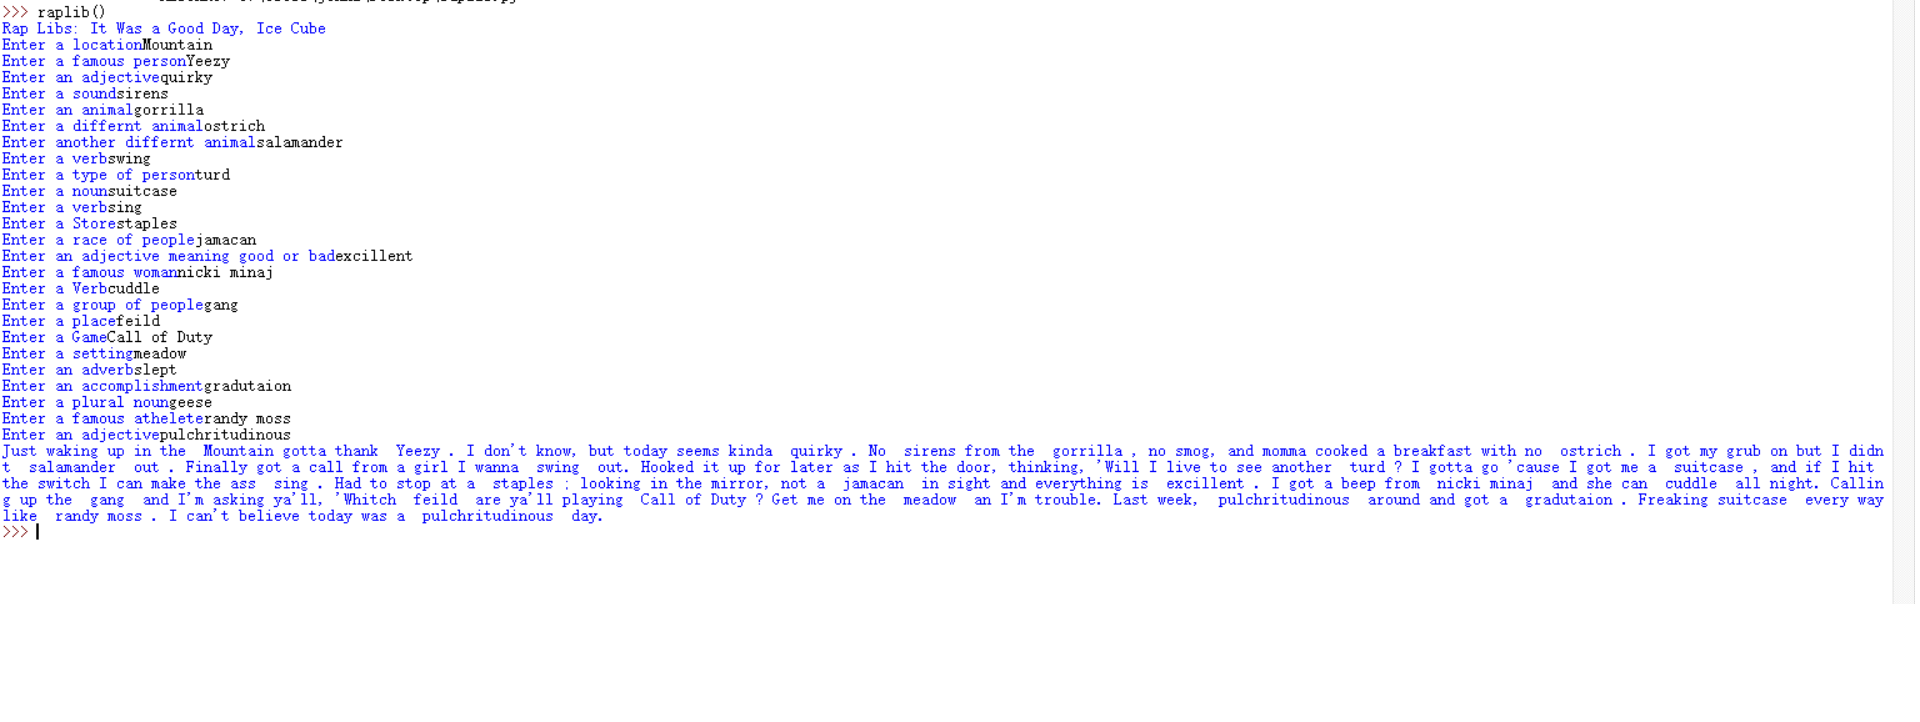 >>> raplib()
Rap Libs: It Was a Good Day, Ice Cube
Enter a locationMountain
Enter a famous personYeezy
Enter an adjectivequirky
Enter a soundsirens
Enter an animalgorrilla
Enter a differnt animalostrich
Enter another differnt animalsalamander
Enter a verbswing
Enter a type of personturd
Enter a nounsuitcase
Enter a verbsing
Enter a Storestaples
Enter a race of peoplejamacan
Enter an adjective meaning good or badexcillent
Enter a famous womannicki minaj
Enter a Verbcuddle
Enter a group of peoplegang
Enter a placefeild
Enter a GameCall of Duty
Enter a settingmeadow
Enter an adverbslept
Enter an accomplishmentgradutaion
Enter a plural noungeese
Enter a famous atheleterandy moss
Enter an adjectivepulchritudinous
Just waking up in the  Mountain gotta thank  Yeezy . I don't know, but today seems kinda  quirky . No  sirens from the  gorrilla , no smog, and momma cooked a breakfast with no  ostrich . I got my grub on but I didn
t  salamander  out . Finally got a call from a girl I wanna  swing  out. Hooked it up for later as I hit the door, thinking, 'Will I live to see another  turd ? I gotta go 'cause I got me a  suitcase , and if I hit
the switch I can make the ass  sing . Had to stop at a  staples ; looking in the mirror, not a  jamacan  in sight and everything is  excillent . I got a beep from  nicki minaj  and she can  cuddle  all night. Callin
g up the  gang  and I'm asking ya'll, 'Whitch  feild  are ya'll playing  Call of Duty ? Get me on the  meadow  an I'm trouble. Last week,  pulchritudinous  around and got a  gradutaion . Freaking suitcase  every way
like  randy moss . I can't believe today was a  pulchritudinous  day.
>>>